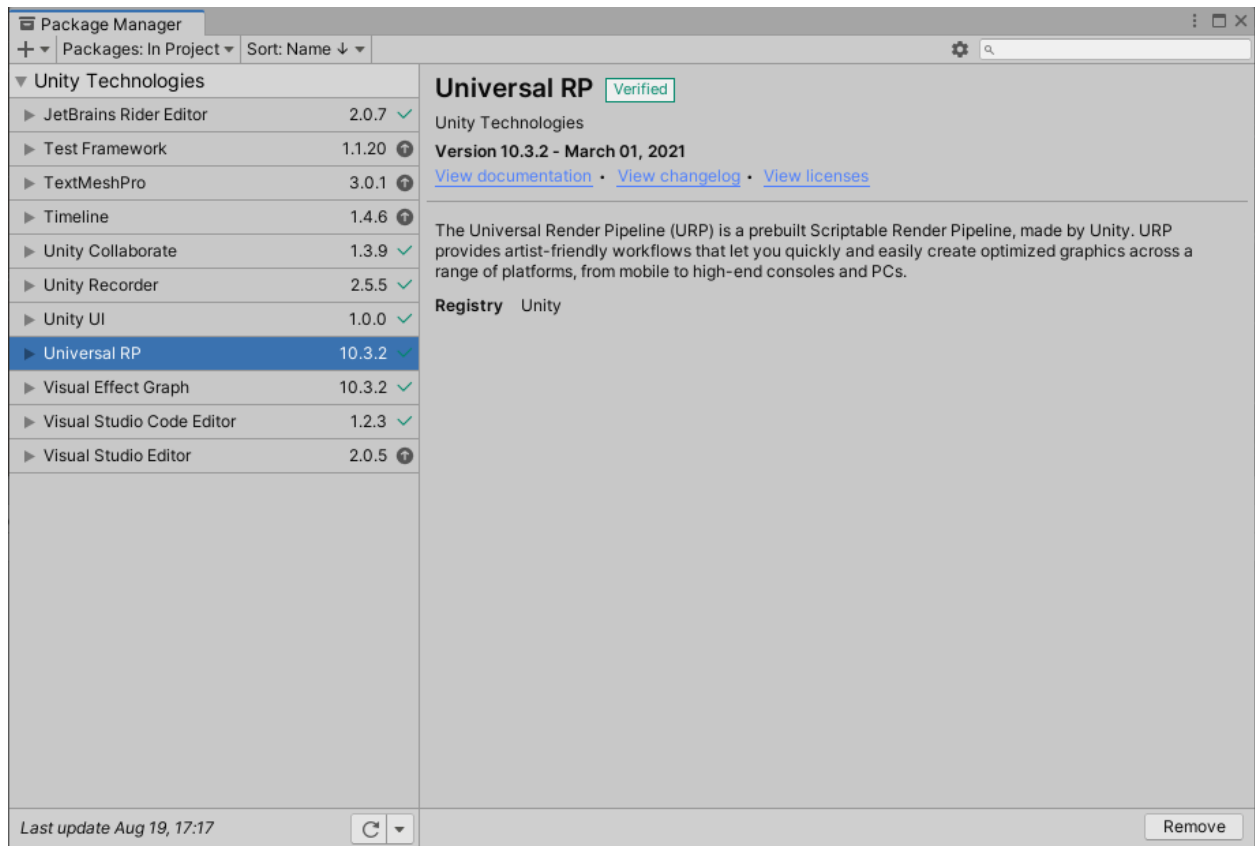 Package Manager
Packages: In Project Sort: Name ↓
Unity Technologies
JetBrains Rider Editor 2.0.7
Test Framework 1.1.20
TextMeshPro 3.0.1
Timeline 1.4.6
Unity Collaborate 1.3.9
Unity Recorder 2.5.5
Unity UI 1.0.0
Universal RP 10.3.2
Visual Effect Graph 10.3.2
Visual Studio Code Editor 1.2.3
Visual Studio Editor 2.0.5
Last update Aug 19, 17:17
Universal RP Verified
Unity Technologies
Version 10.3.2 - March 01, 2021
View documentation • View changelog • View licenses
The Universal Render Pipeline (URP) is a prebuilt Scriptable Render Pipeline, made by Unity. URP
provides artist-friendly workflows that let you quickly and easily create optimized graphics across a
range of platforms, from mobile to high-end consoles and PCs.
Registry Unity
Remove